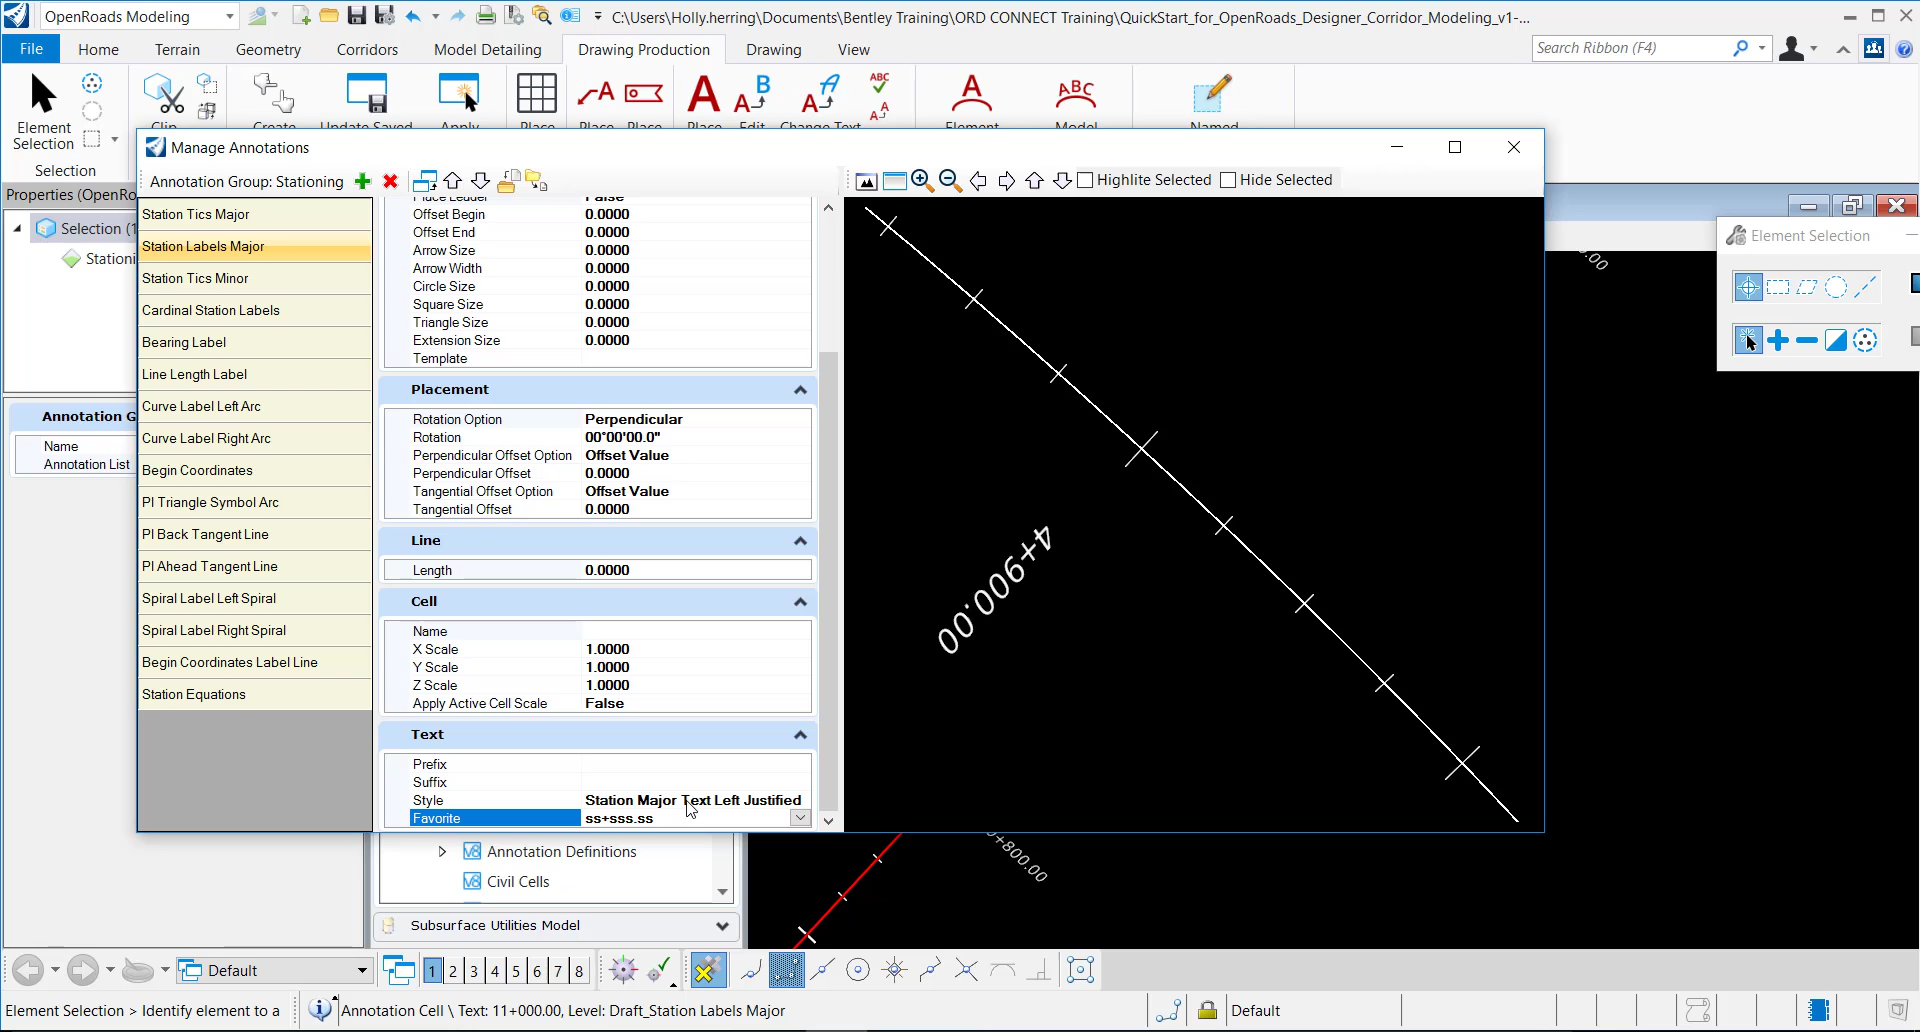 OpenRoads Modeling
C:\Users\Holly.herring\Documents\Bentley Training\ORD CONNECT Training\QuickStart_for_OpenRoads_Designer_Corridor_Modeling_v1-...
File Home Terrain Geometry Corridors Model Detailing Drawing Production Drawing View
Search Ribbon (F4)
Element
Selection
Selection
Properties (OpenRo
Selection (1
Stationi
Annotation G
Name
Annotation List
Manage Annotations
Annotation Group: Stationing
Highlite Selected
Hide Selected
Station Tics Major
Station Labels Major
Station Tics Minor
Cardinal Station Labels
Bearing Label
Line Length Label
Curve Label Left Arc
Curve Label Right Arc
Begin Coordinates
PI Triangle Symbol Arc
PI Back Tangent Line
PI Ahead Tangent Line
Spiral Label Left Spiral
Spiral Label Right Spiral
Begin Coordinates Label Line
Station Equations
Place Leader False
Offset Begin 0.0000
Offset End 0.0000
Arrow Size 0.0000
Arrow Width 0.0000
Circle Size 0.0000
Square Size 0.0000
Triangle Size 0.0000
Extension Size 0.0000
Template
Placement
Rotation Option Perpendicular
Rotation 00°00'00.0"
Perpendicular Offset Option Offset Value
Perpendicular Offset 0.0000
Tangential Offset Option Offset Value
Tangential Offset 0.0000
Line
Length 0.0000
Cell
Name
X Scale 1.0000
Y Scale 1.0000
Z Scale 1.0000
Apply Active Cell Scale False
Text
Prefix
Suffix
Style Station Major Text Left Justified
Favorite ss+sss.ss
4+900.00
Element Selection
Annotation Definitions
Civil Cells
Subsurface Utilities Model
+800.00
Default
1 2 3 4 5 6 7 8
Element Selection > Identify element to a
Annotation Cell \ Text: 11+000.00, Level: Draft_Station Labels Major
Default